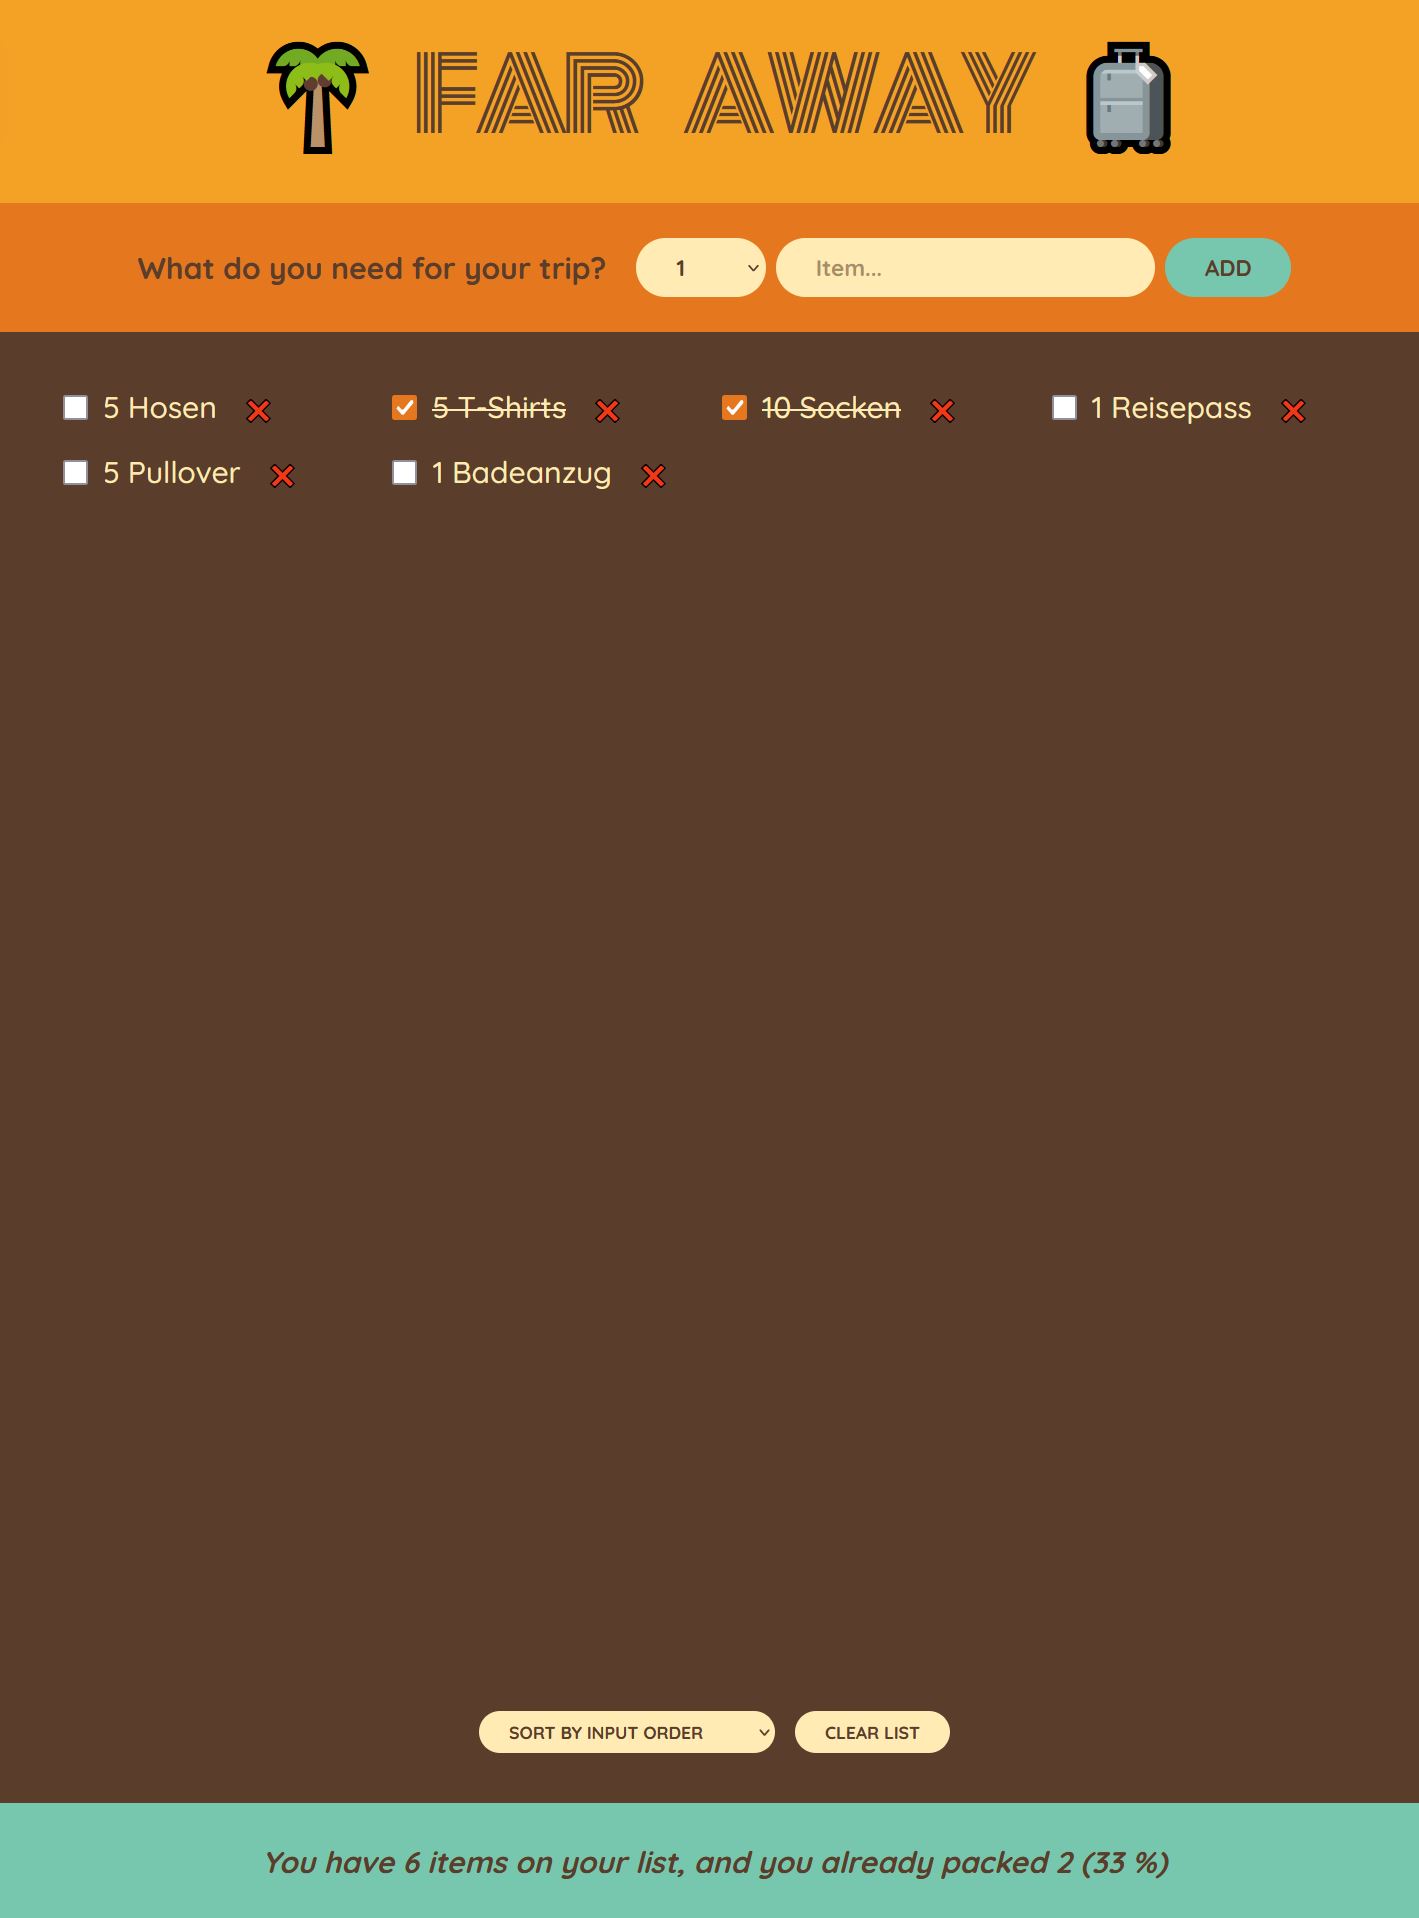 FAR AWAY
What do you need for your trip? 1 Item... ADD
5 Hosen 5 T-Shirts 10 Socken 1 Reisepass
5 Pullover 1 Badeanzug
SORT BY INPUT ORDER CLEAR LIST
You have 6 items on your list, and you already packed 2 (33 %)